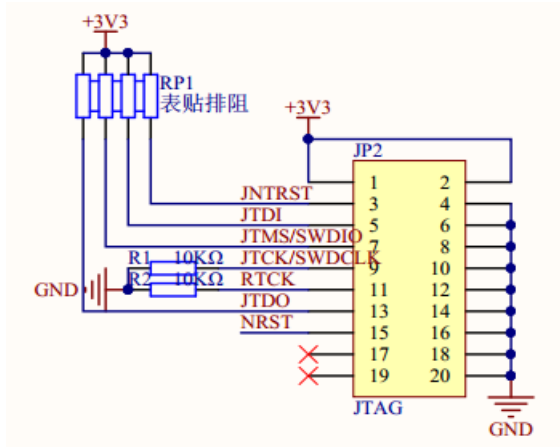 +3V3
RP1
表贴排阻
+3V3
JP2
1 2
JNTRST 3 4
JTDI 5 6
JTMS/SWDIO 7 8
R1 10KΩ JTCK/SWDCLK 9 10
GND R2 10KΩ RTCK 11 12
JTDO 13 14
NRST 15 16
17 18
19 20
JTAG
GND